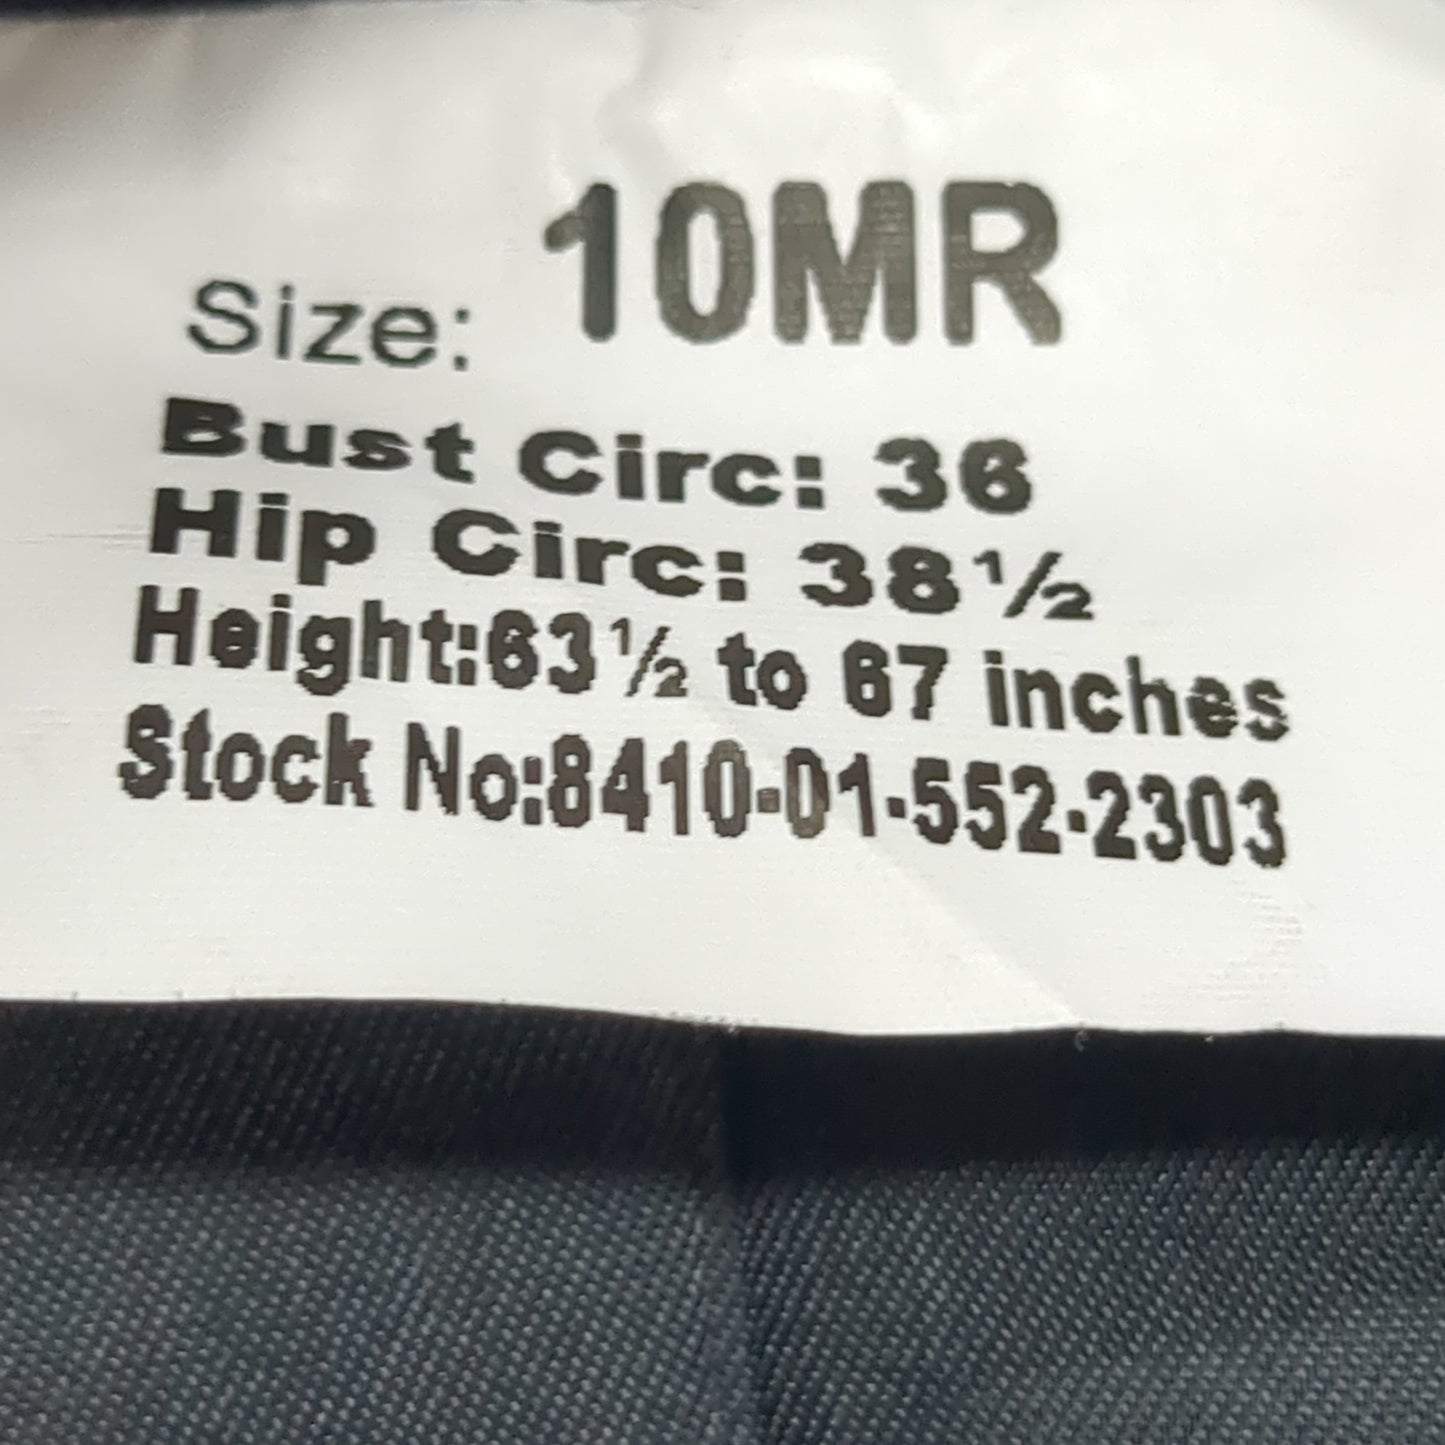 Size: 10MR
Bust Circ: 36
Hip Circ: 38½
Height:63½ to 67 inches
Stock No:8410-01-552-2303